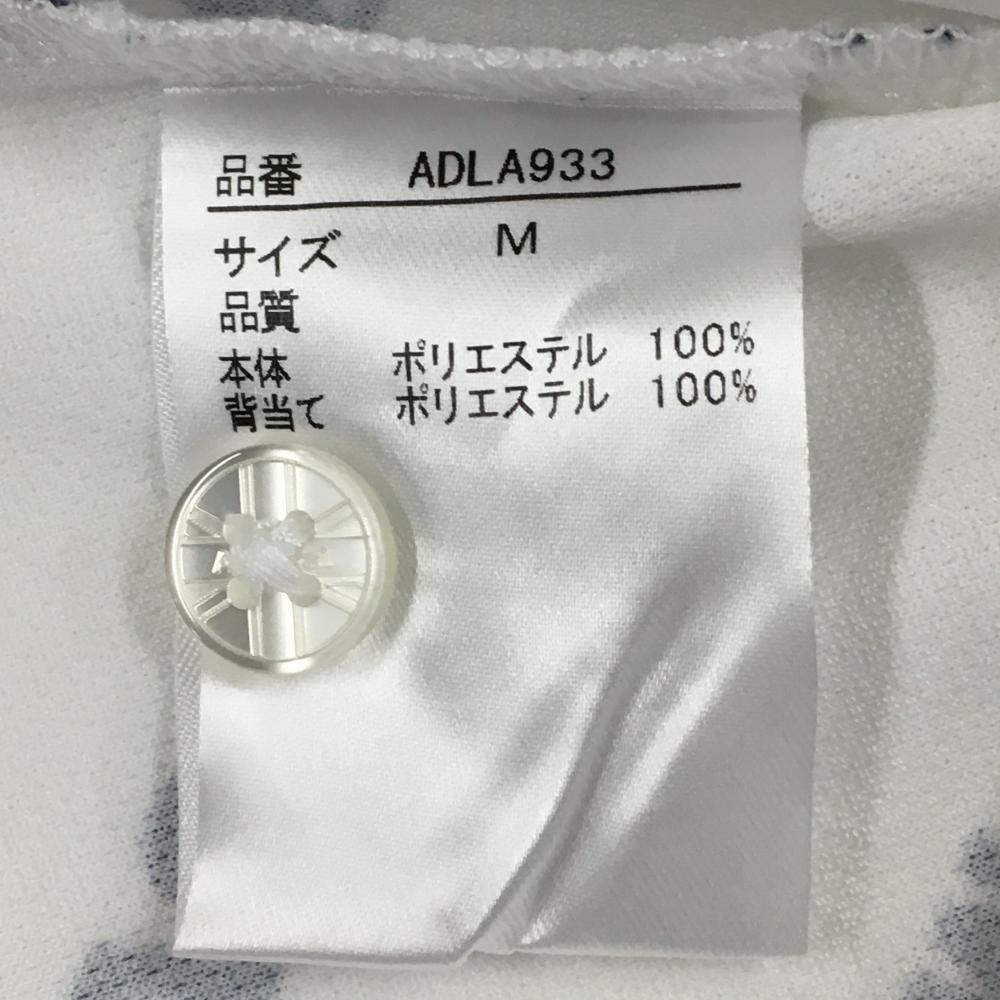 品番 ADLA933
サイズ M
品質
本体 ポリエステル 100%
背当て ポリエステル 100%